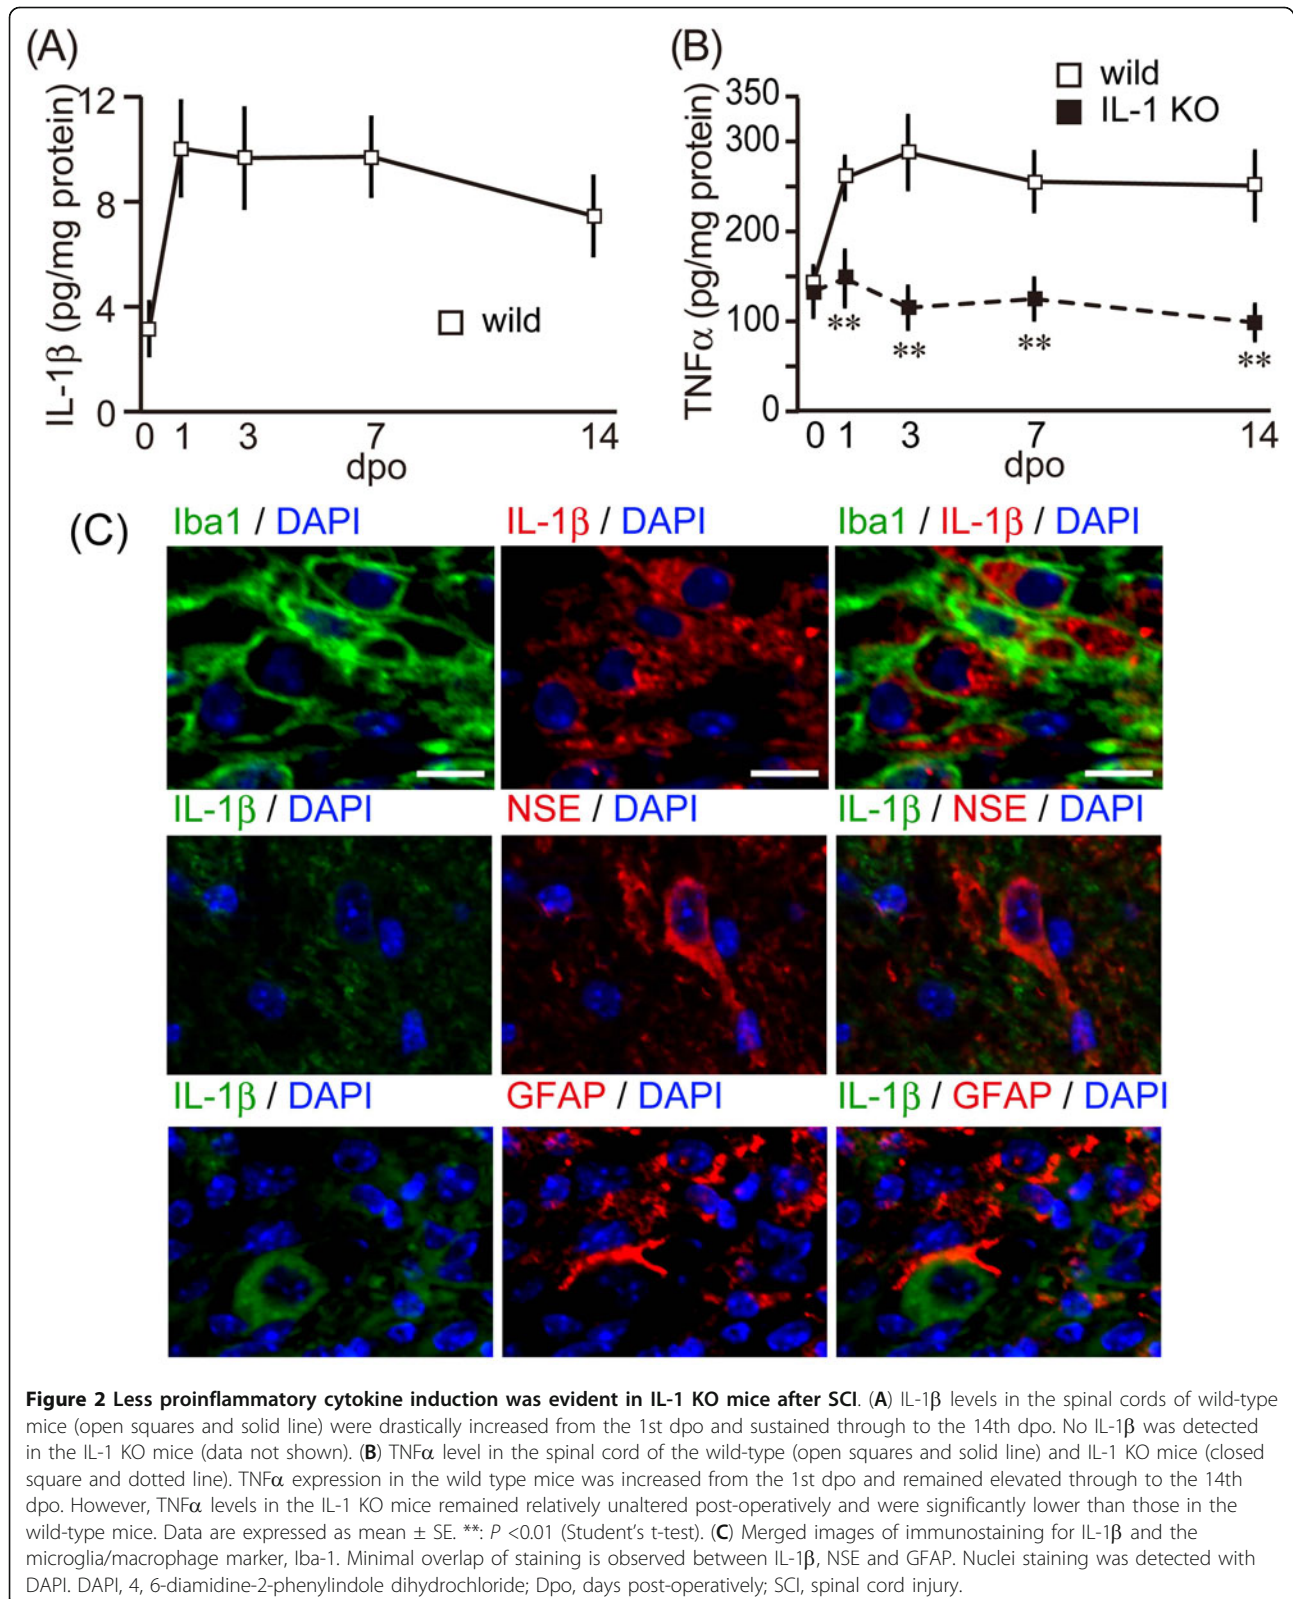 (A)
IL-1β (pg/mg protein)
12
8
4
0
wild
0 1 3 7 14
dpo
(B)
TNFα (pg/mg protein)
wild
IL-1 KO
350
300
200
100
0
**
**
**
**
0 1 3 7 14
dpo
(C)
Iba1 / DAPI
IL-1β / DAPI
Iba1 / IL-1β / DAPI
IL-1β / DAPI
NSE / DAPI
IL-1β / NSE / DAPI
IL-1β / DAPI
GFAP / DAPI
IL-1β / GFAP / DAPI
Figure 2 Less proinflammatory cytokine induction was evident in IL-1 KO mice after SCI. (A) IL-1β levels in the spinal cords of wild-type
mice (open squares and solid line) were drastically increased from the 1st dpo and sustained through to the 14th dpo. No IL-1β was detected
in the IL-1 KO mice (data not shown). (B) TNFα level in the spinal cord of the wild-type (open squares and solid line) and IL-1 KO mice (closed
square and dotted line). TNFα expression in the wild type mice was increased from the 1st dpo and remained elevated through to the 14th
dpo. However, TNFα levels in the IL-1 KO mice remained relatively unaltered post-operatively and were significantly lower than those in the
wild-type mice. Data are expressed as mean ± SE. **: P <0.01 (Student's t-test). (C) Merged images of immunostaining for IL-1β and the
microglia/macrophage marker, Iba-1. Minimal overlap of staining is observed between IL-1β, NSE and GFAP. Nuclei staining was detected with
DAPI. DAPI, 4, 6-diamidine-2-phenylindole dihydrochloride; Dpo, days post-operatively; SCI, spinal cord injury.